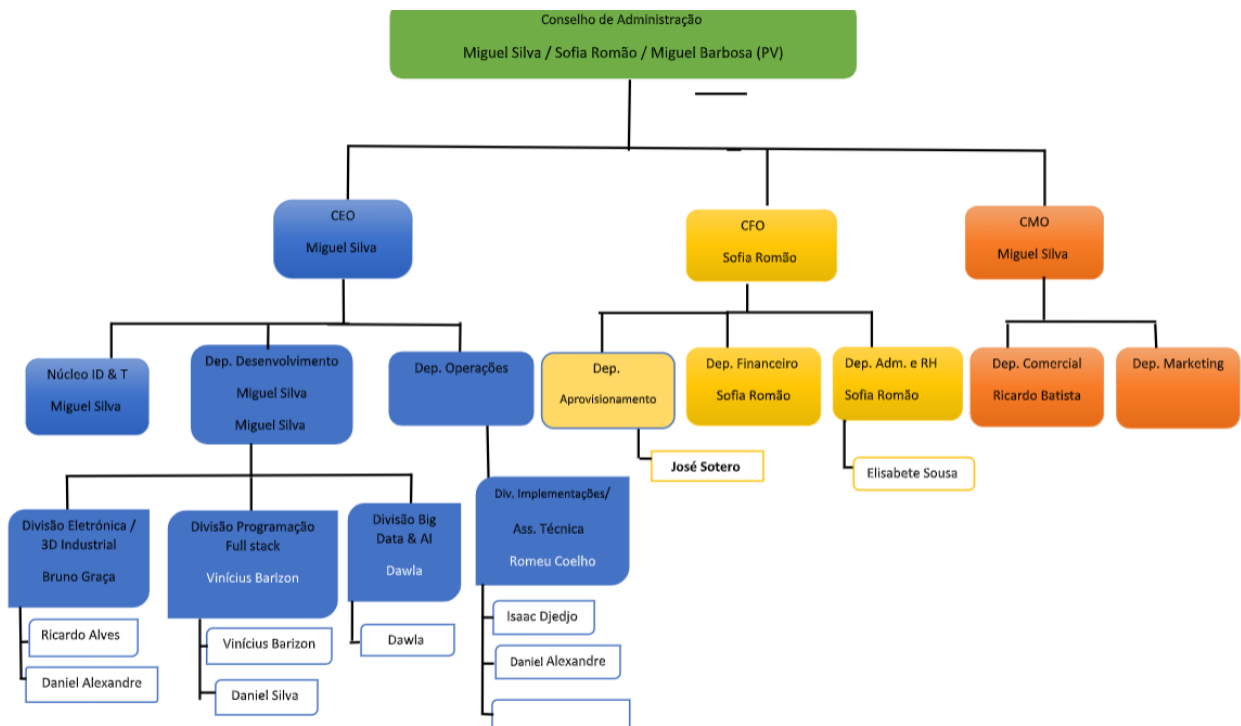 Conselho de Administração
Miguel Silva / Sofia Romão / Miguel Barbosa (PV)
CEO
Miguel Silva
CFO
Sofia Romão
CMO
Miguel Silva
Núcleo ID & T
Miguel Silva
Dep. Desenvolvimento
Miguel Silva
Miguel Silva
Dep. Operações
Dep.
Aprovisionamento
Dep. Financeiro
Sofia Romão
Dep. Adm. e RH
Sofia Romão
Dep. Comercial
Ricardo Batista
Dep. Marketing
José Sotero
Elisabete Sousa
Divisão Eletrónica /
3D Industrial
Bruno Graça
Divisão Programação
Full stack
Vinícius Barizon
Divisão Big
Data & AI
Dawla
Div. Implementações/
Ass. Técnica
Romeu Coelho
Ricardo Alves
Daniel Alexandre
Vinícius Barizon
Daniel Silva
Dawla
Isaac Djedjo
Daniel Alexandre